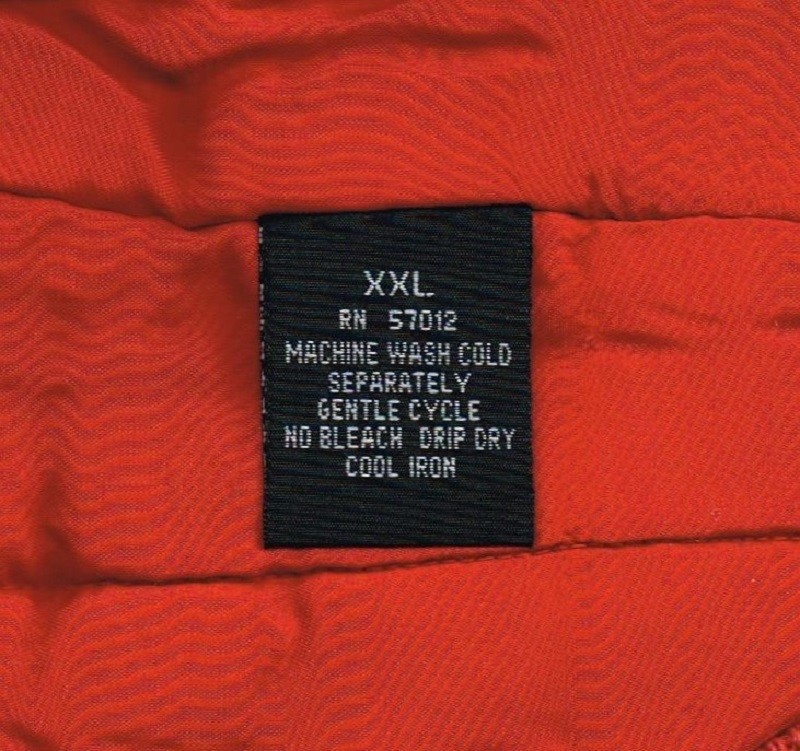 XXL
RN 57012
MACHINE WASH COLD
SEPARATELY
GENTLE CYCLE
NO BLEACH DRIP DRY
COOL IRON